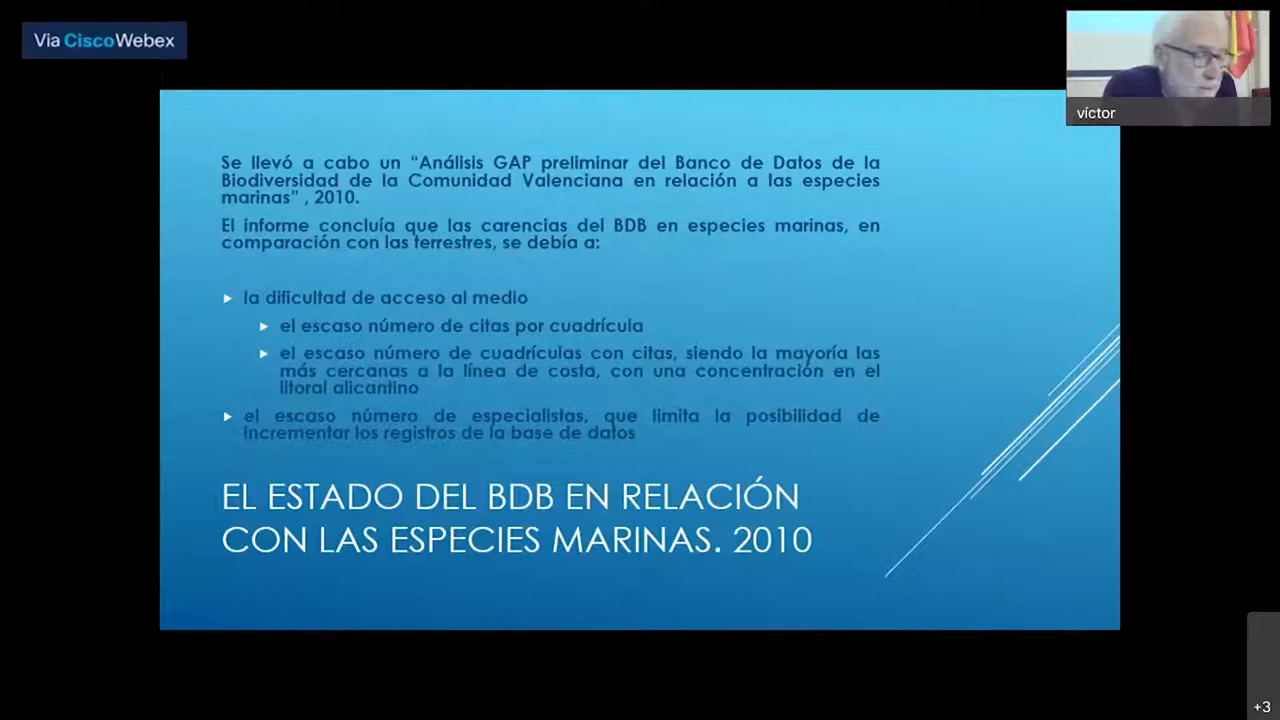 Via CiscoWebex
víctor
Se llevó a cabo un “Análisis GAP preliminar del Banco de Datos de la
Biodiversidad de la Comunidad Valenciana en relación a las especies
marinas” , 2010.
El informe concluía que las carencias del BDB en especies marinas, en
comparación con las terrestres, se debía a:
la dificultad de acceso al medio
el escaso número de citas por cuadrícula
el escaso número de cuadrículas con citas, siendo la mayoría las
más cercanas a la línea de costa, con una concentración en el
litoral alicantino
el escaso número de especialistas, que limita la posibilidad de
incrementar los registros de la base de datos
EL ESTADO DEL BDB EN RELACIÓN
CON LAS ESPECIES MARINAS. 2010
+3